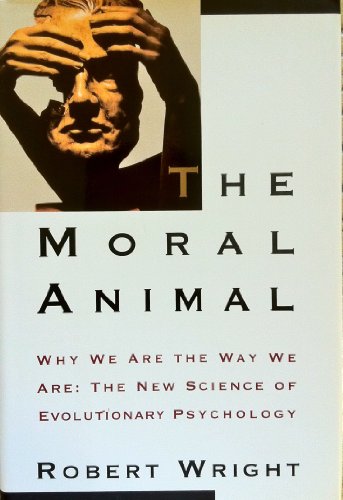 THE
MORAL
ANIMAL
WHY WE ARE THE WAY WE
ARE: THE NEW SCIENCE OF
EVOLUTIONARY PSYCHOLOGY
ROBERT WRIGHT